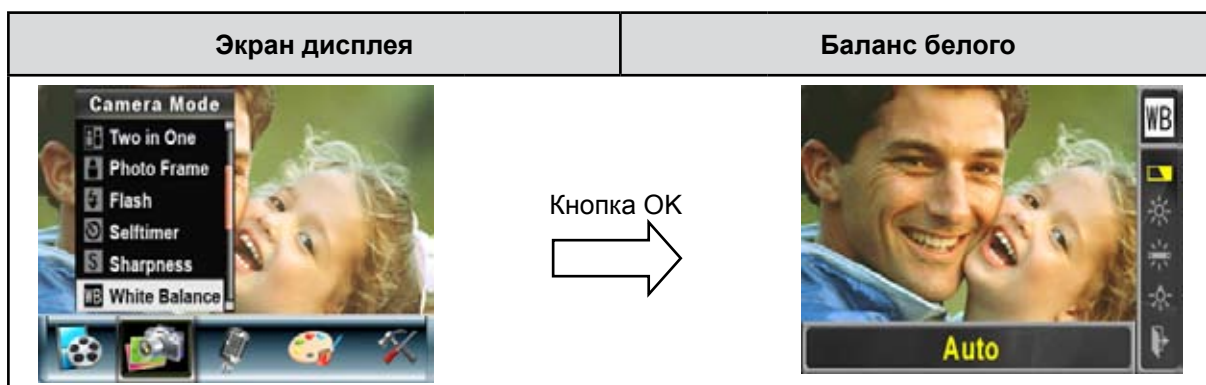 Экран дисплея
Баланс белого
Camera Mode
Two in One
Photo Frame
Flash
Selftimer
S Sharpness
WB White Balance
Кнопка OK
WB
Auto